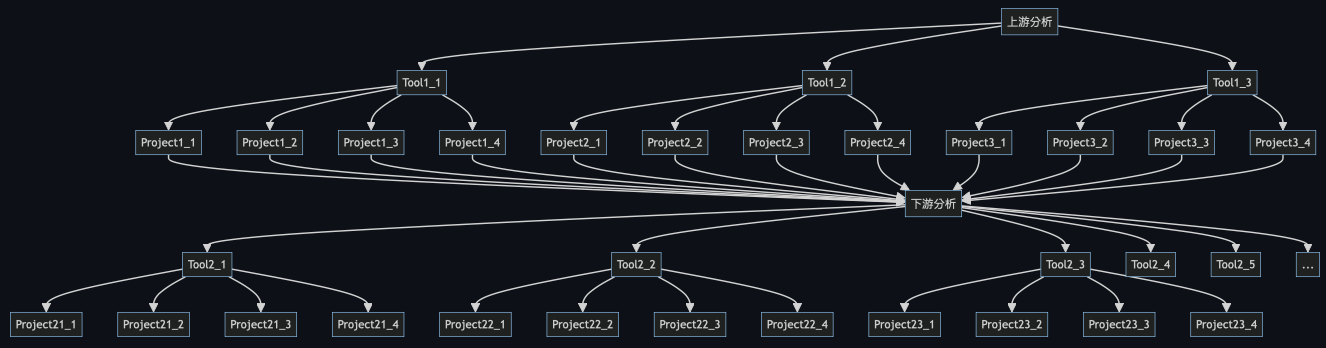 上游分析
Tool1_1
Tool1_2
Tool1_3
Project1_1
Project1_2
Project1_3
Project1_4
Project2_1
Project2_2
Project2_3
Project2_4
Project3_1
Project3_2
Project3_3
Project3_4
下游分析
Tool2_1
Tool2_2
Tool2_3
Tool2_4
Tool2_5
...
Project21_1
Project21_2
Project21_3
Project21_4
Project22_1
Project22_2
Project22_3
Project22_4
Project23_1
Project23_2
Project23_3
Project23_4